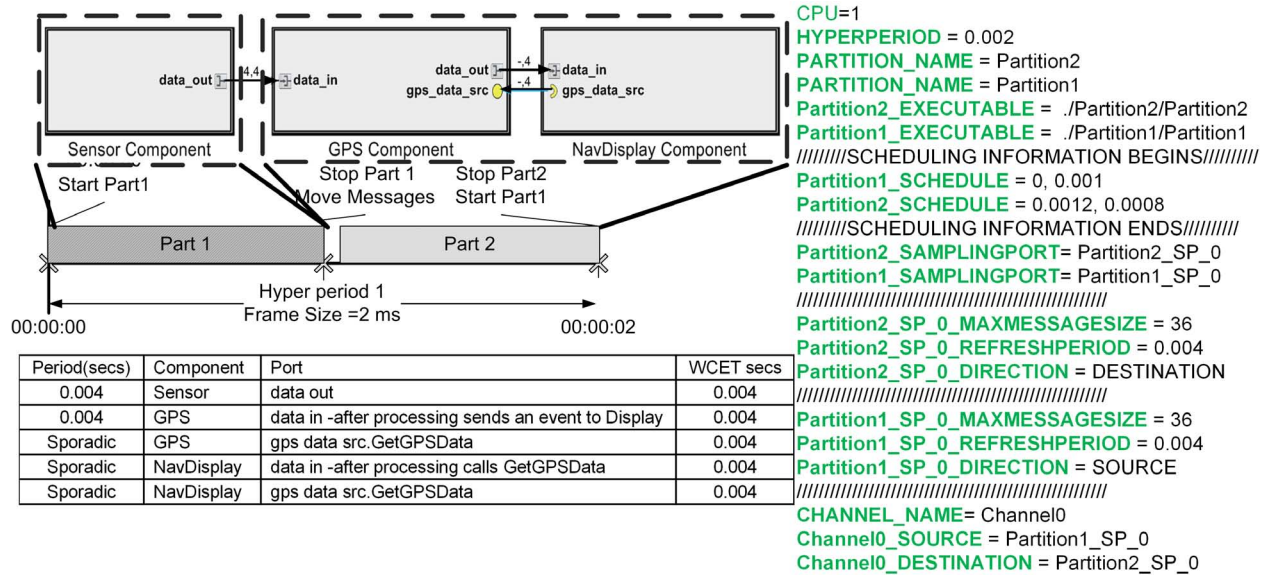 data_out
4,4
data_in
data_out
-,4
data_in
gps_data_src
-,4
gps_data_src
Sensor Component
GPS Component
NavDisplay Component
Start Part1
Stop Part 1
Move Messages
Stop Part2
Start Part1
Part 1
Part 2
Hyper period 1
Frame Size =2 ms
00:00:00
00:00:02
Period(secs) Component Port WCET secs
0.004 Sensor data out 0.004
0.004 GPS data in -after processing sends an event to Display 0.004
Sporadic GPS gps data src.GetGPSData 0.004
Sporadic NavDisplay data in -after processing calls GetGPSData 0.004
Sporadic NavDisplay gps data src.GetGPSData 0.004
CPU=1
HYPERPERIOD = 0.002
PARTITION_NAME = Partition2
PARTITION_NAME = Partition1
Partition2_EXECUTABLE = ./Partition2/Partition2
Partition1_EXECUTABLE = ./Partition1/Partition1
/////////SCHEDULING INFORMATION BEGINS//////////
Partition1_SCHEDULE = 0, 0.001
Partition2_SCHEDULE = 0.0012, 0.0008
/////////SCHEDULING INFORMATION ENDS//////////
Partition2_SAMPLINGPORT= Partition2_SP_0
Partition1_SAMPLINGPORT= Partition1_SP_0
////////////////////////////////////////////////////////
Partition2_SP_0_MAXMESSAGESIZE = 36
Partition2_SP_0_REFRESHPERIOD = 0.004
Partition2_SP_0_DIRECTION = DESTINATION
////////////////////////////////////////////////////////
Partition1_SP_0_MAXMESSAGESIZE = 36
Partition1_SP_0_REFRESHPERIOD = 0.004
Partition1_SP_0_DIRECTION = SOURCE
////////////////////////////////////////////////////////
CHANNEL_NAME= Channel0
Channel0_SOURCE = Partition1_SP_0
Channel0_DESTINATION = Partition2_SP_0